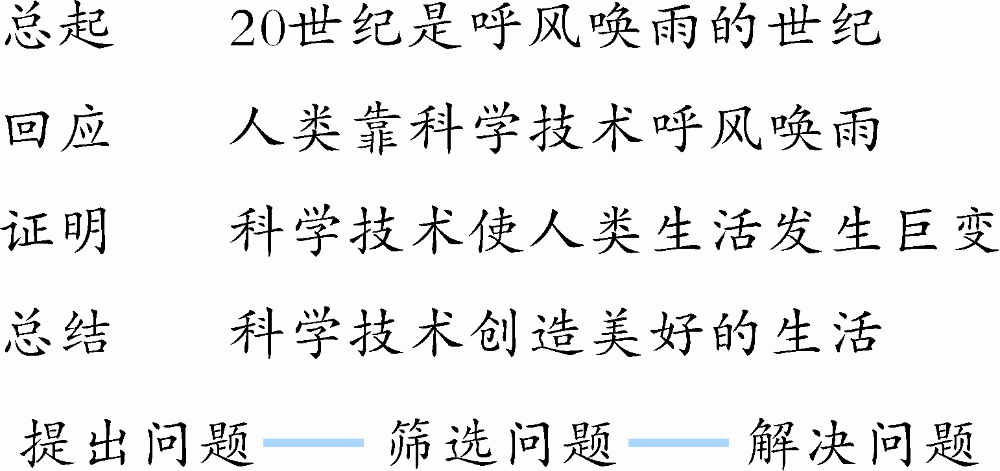 总起 20世纪是呼风唤雨的世纪
回应 人类靠科学技术呼风唤雨
证明 科学技术使人类生活发生巨变
总结 科学技术创造美好的生活
提出问题 筛选问题 解决问题